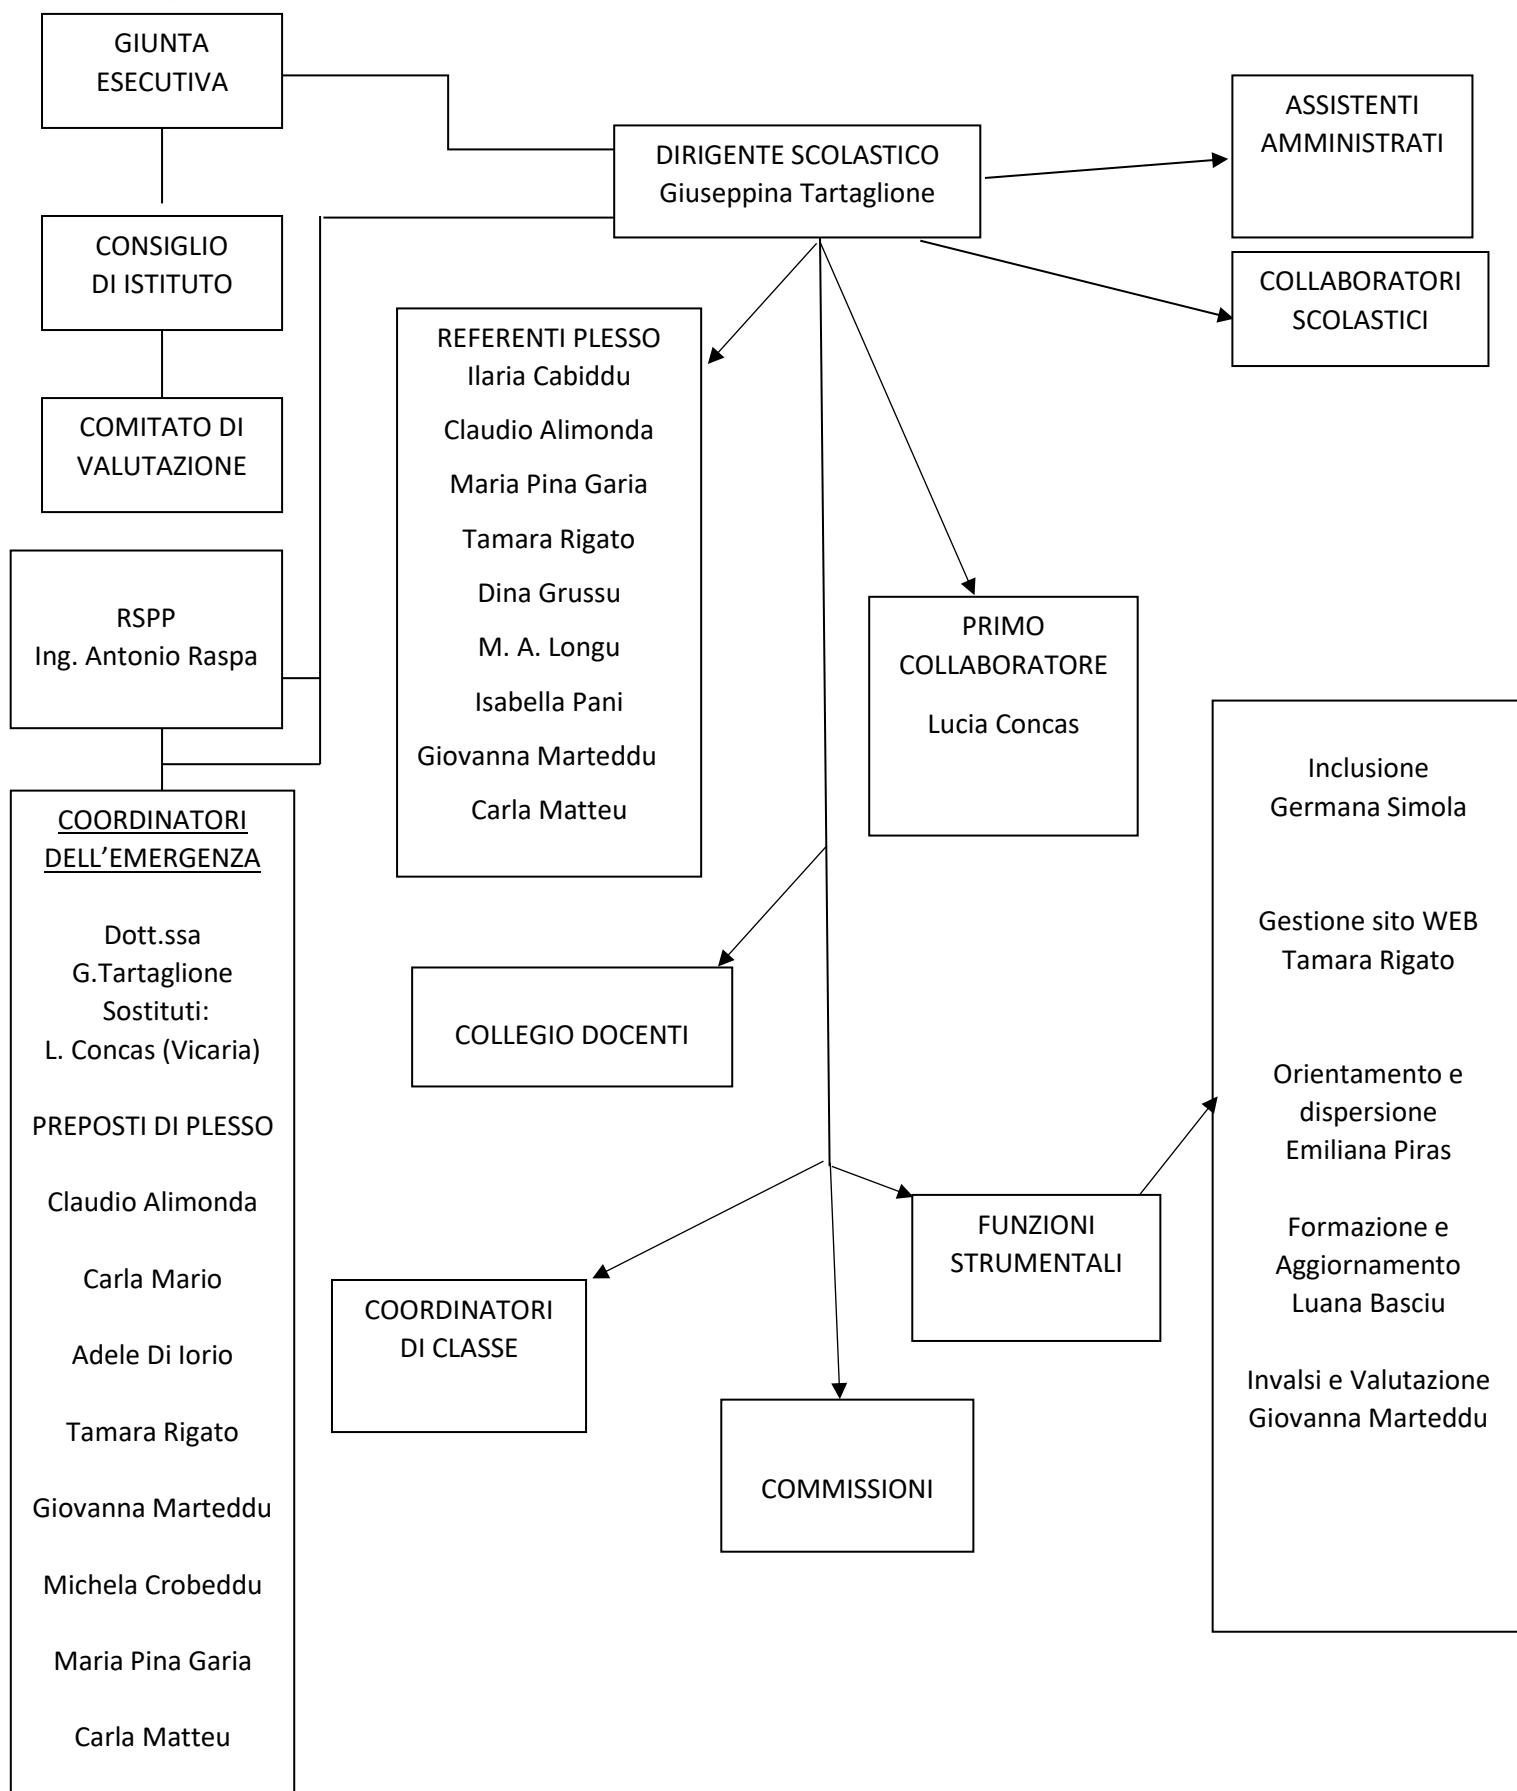 GIUNTA
ESECUTIVA
DIRIGENTE SCOLASTICO
Giuseppina Tartaglione
ASSISTENTI
AMMINISTRATI
CONSIGLIO
DI ISTITUTO
COLLABORATORI
SCOLASTICI
COMITATO DI
VALUTAZIONE
REFERENTI PLESSO
Ilaria Cabiddu
Claudio Alimonda
Maria Pina Garia
Tamara Rigato
Dina Grussu
M. A. Longu
Isabella Pani
Giovanna Marteddu
Carla Matteu
RSPP
Ing. Antonio Raspa
PRIMO
COLLABORATORE
Lucia Concas
COORDINATORI
DELL’EMERGENZA
Dott.ssa
G.Tartaglione
Sostituti:
L. Concas (Vicaria)
PREPOSTI DI PLESSO
Claudio Alimonda
Carla Mario
Adele Di Iorio
Tamara Rigato
Giovanna Marteddu
Michela Crobeddu
Maria Pina Garia
Carla Matteu
COLLEGIO DOCENTI
COORDINATORI
DI CLASSE
COMMISSIONI
FUNZIONI
STRUMENTALI
Inclusione
Germana Simola
Gestione sito WEB
Tamara Rigato
Orientamento e
dispersione
Emiliana Piras
Formazione e
Aggiornamento
Luana Basciu
Invalsi e Valutazione
Giovanna Marteddu